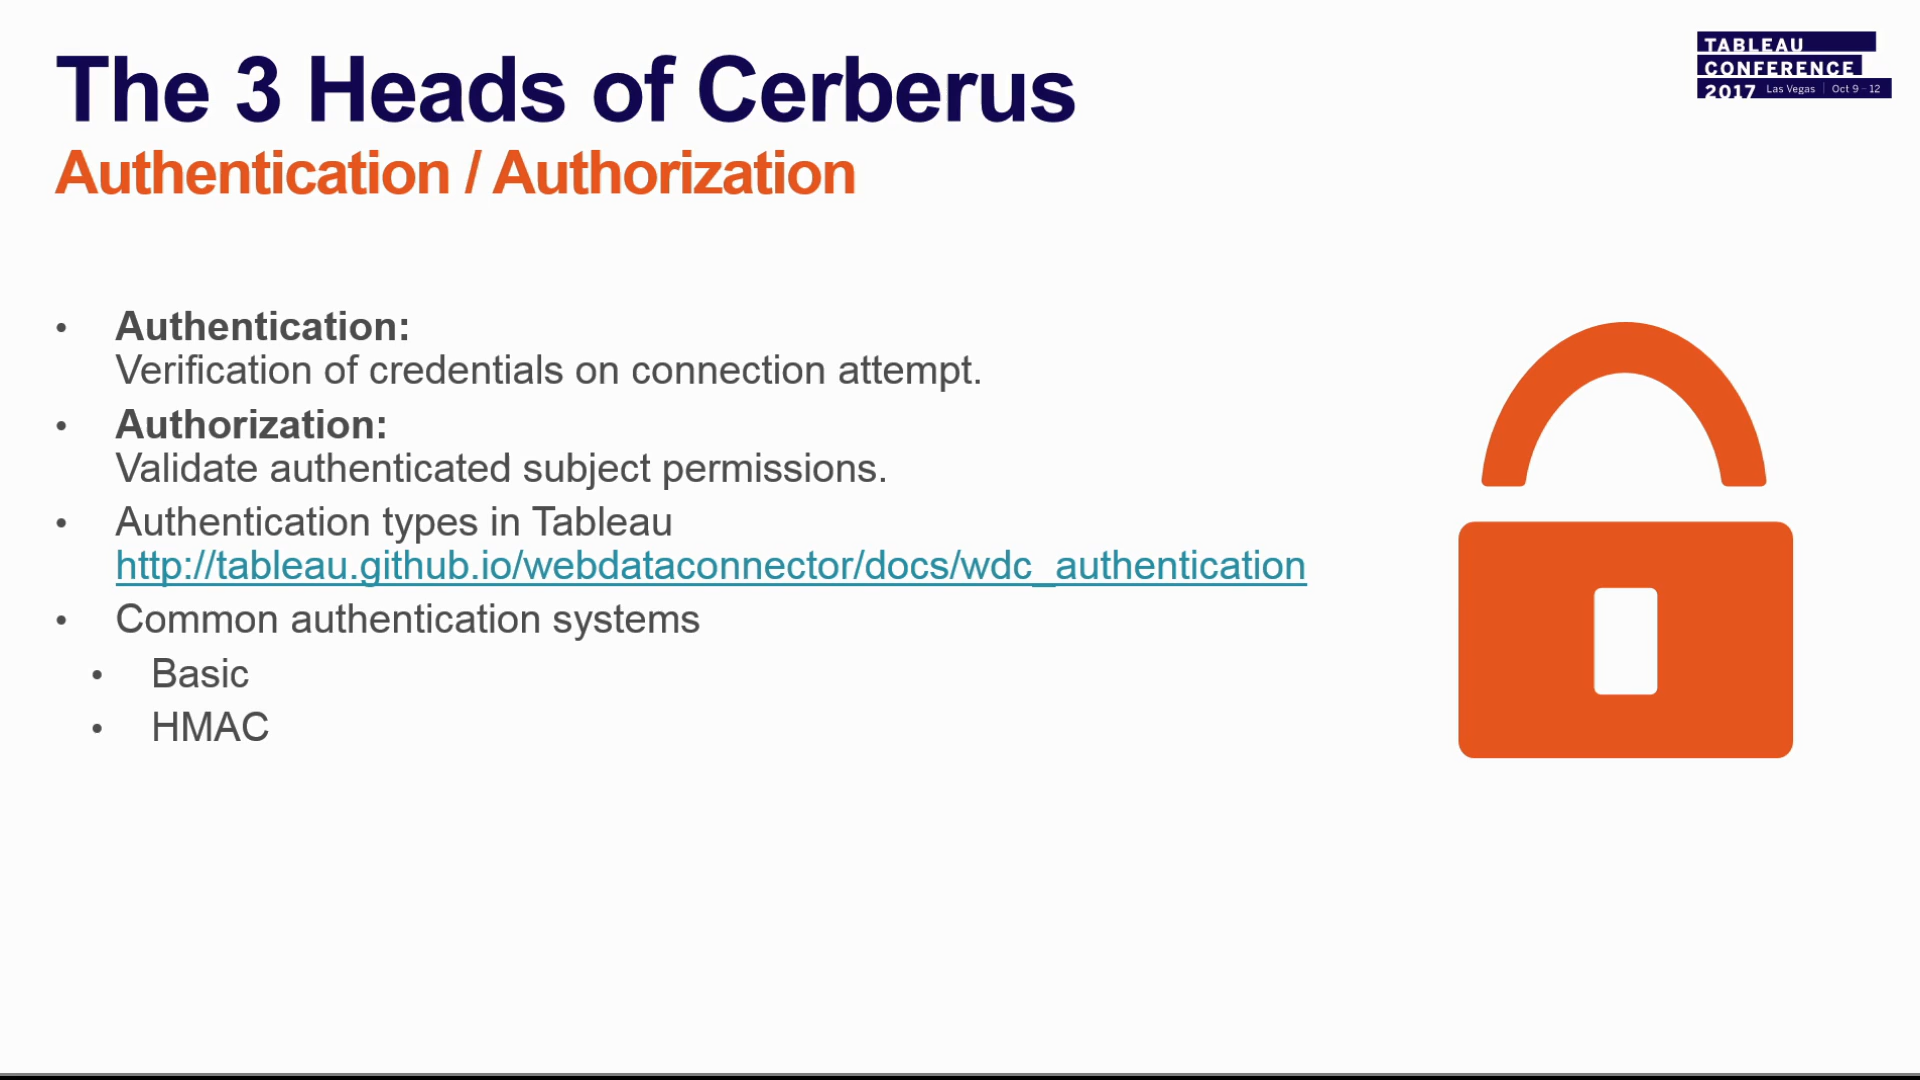 The 3 Heads of Cerberus
Authentication / Authorization
TABLEAU
CONFERENCE
2017 Las Vegas | Oct 9 - 12
• Authentication:
Verification of credentials on connection attempt.
• Authorization:
Validate authenticated subject permissions.
• Authentication types in Tableau
http://tableau.github.io/webdataconnector/docs/wdc_authentication
• Common authentication systems
• Basic
• HMAC